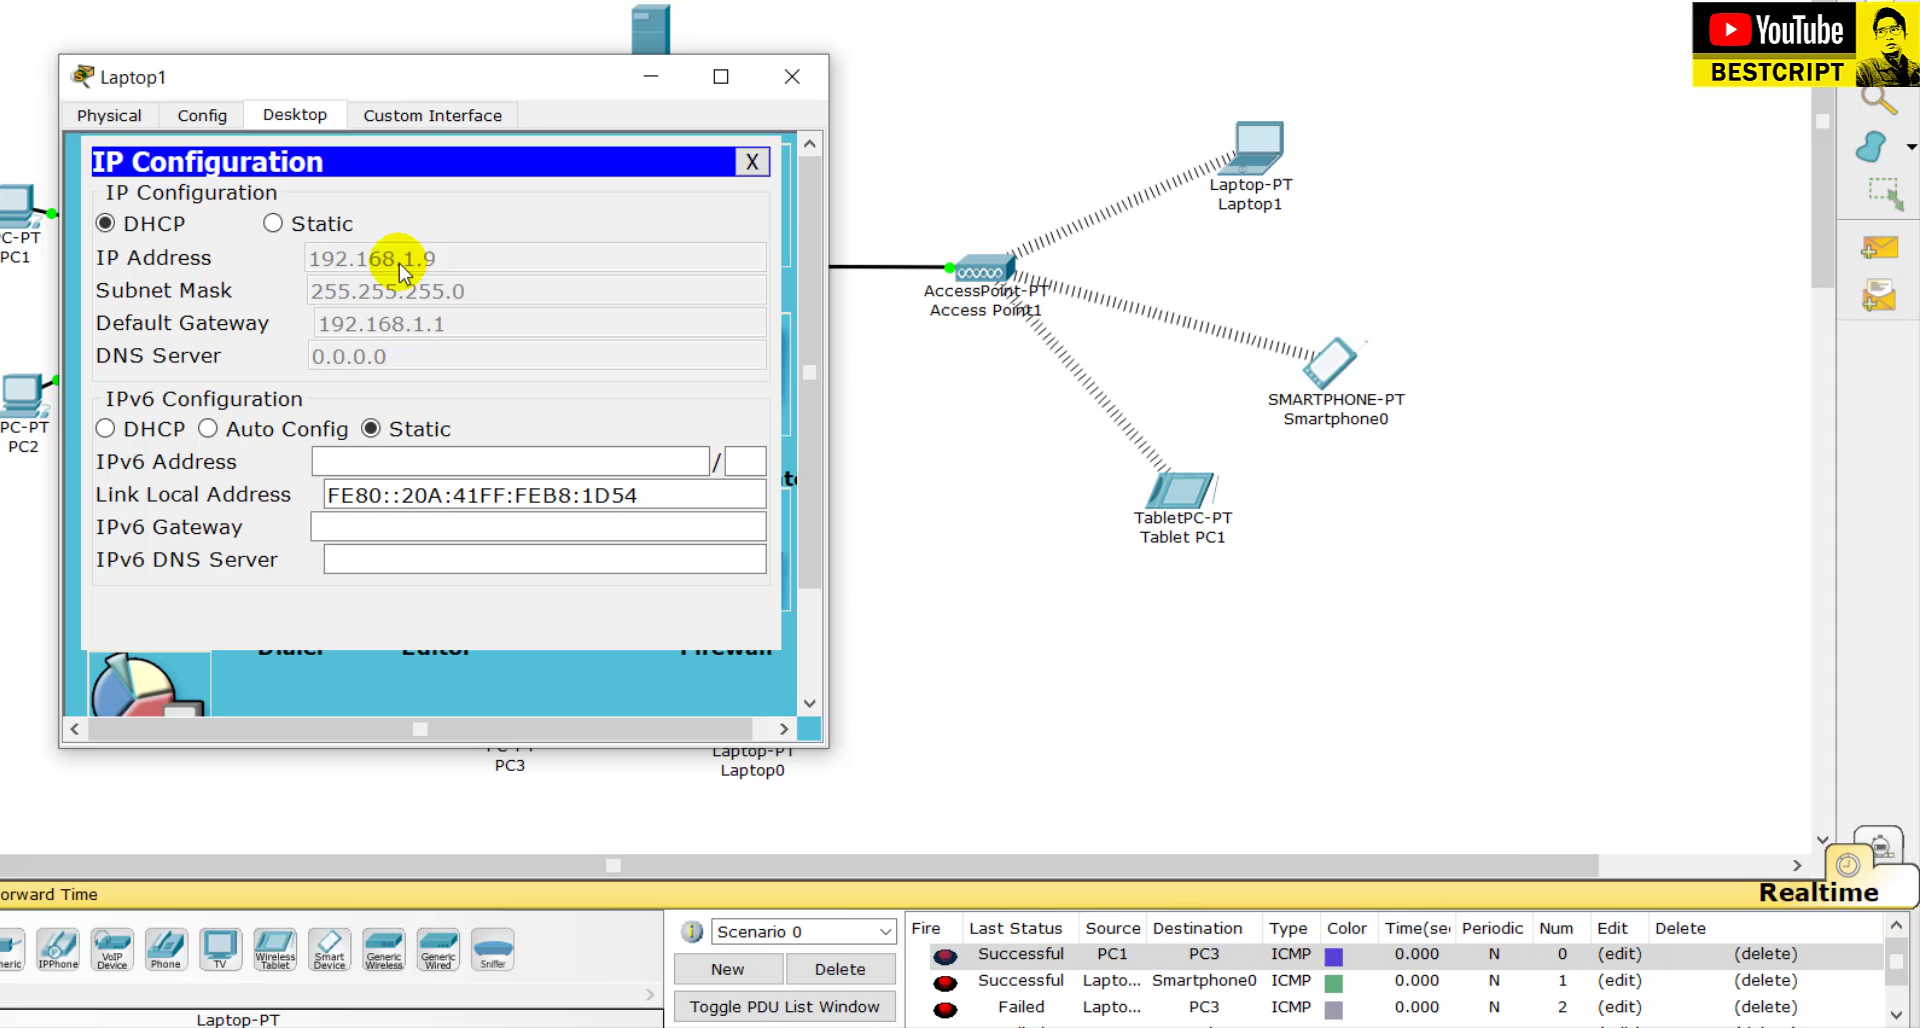 YouTube
BESTCRIPT
Laptop1
Physical
Config
Desktop
Custom Interface
IP Configuration
X
IP Configuration
DHCP
Static
IP Address
192.168.1.9
Subnet Mask
255.255.255.0
Default Gateway
192.168.1.1
DNS Server
0.0.0.0
IPv6 Configuration
DHCP
Auto Config
Static
IPv6 Address
/
Link Local Address
FE80::20A:41FF:FEB8:1D54
IPv6 Gateway
IPv6 DNS Server
Editor
Firewall
C-PT
PC1
PC-PT
PC2
PC3
Laptop-PT
Laptop0
Laptop-PT
Laptop1
AccessPoint-PT
Access Point1
SMARTPHONE-PT
Smartphone0
TabletPC-PT
Tablet PC1
orward Time
Realtime
neric
IPPhone
VoIP Device
Phone
TV
Wireless Tablet
Smart Device
Generic Wireless
Generic Wired
Sniffer
Laptop-PT
Scenario 0
New
Delete
Toggle PDU List Window
Fire Last Status Source Destination Type Color Time(sec Periodic Num Edit Delete
Successful PC1 PC3 ICMP 0.000 N 0 (edit) (delete)
Successful Lapto... Smartphone0 ICMP 0.000 N 1 (edit) (delete)
Failed Lapto... PC3 ICMP 0.000 N 2 (edit) (delete)